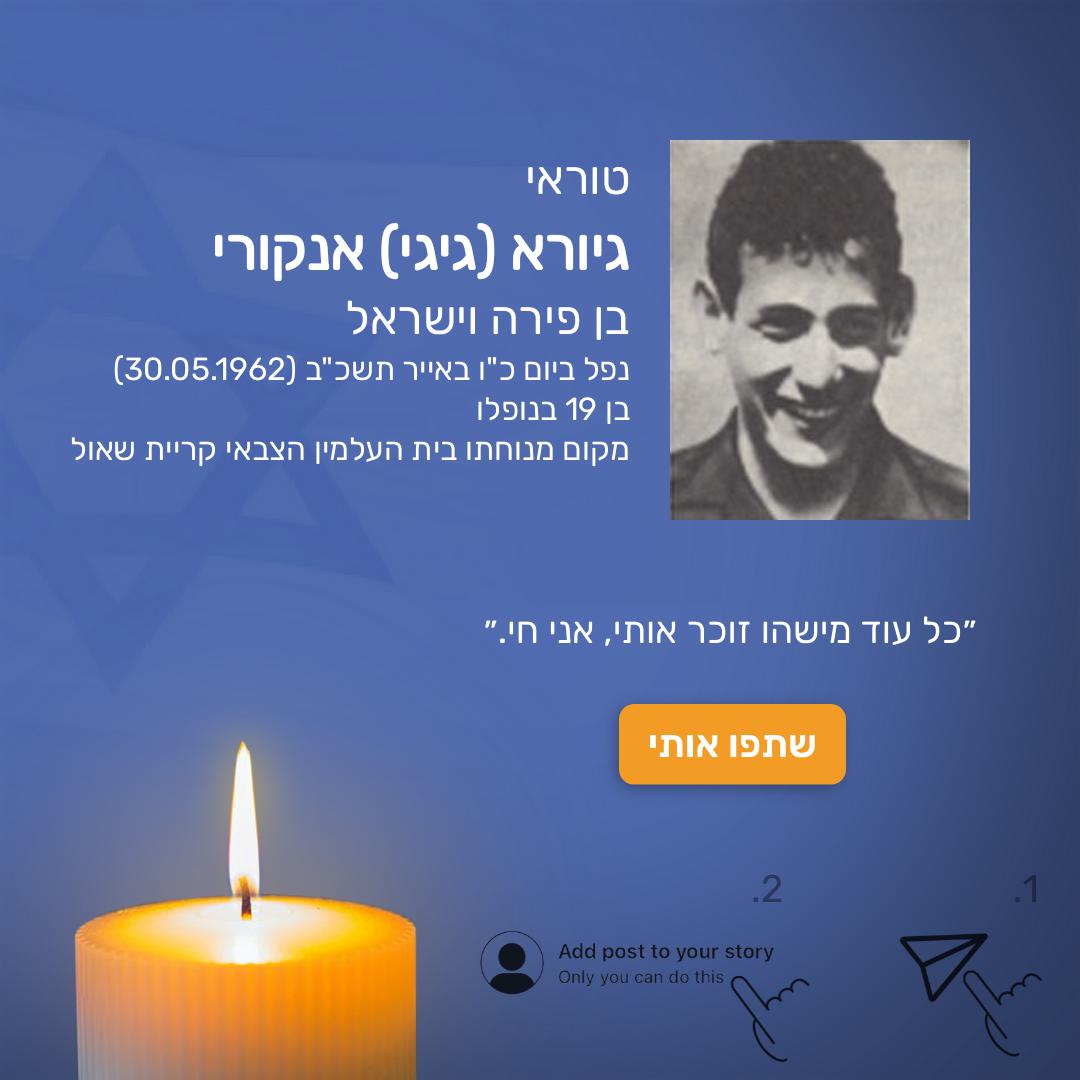 טוראי
גיורא (גיגי) אנקורי
בן פירה וישראל
נפל ביום כ"ו באייר תשכ"ב (30.05.1962)
בן 19 בנופלו
מקום מנוחתו בית העלמין הצבאי קריית שאול
״כל עוד מישהו זוכר אותי, אני חי.״
שתפו אותי
1.
2.
Add post to your story
Only you can do this